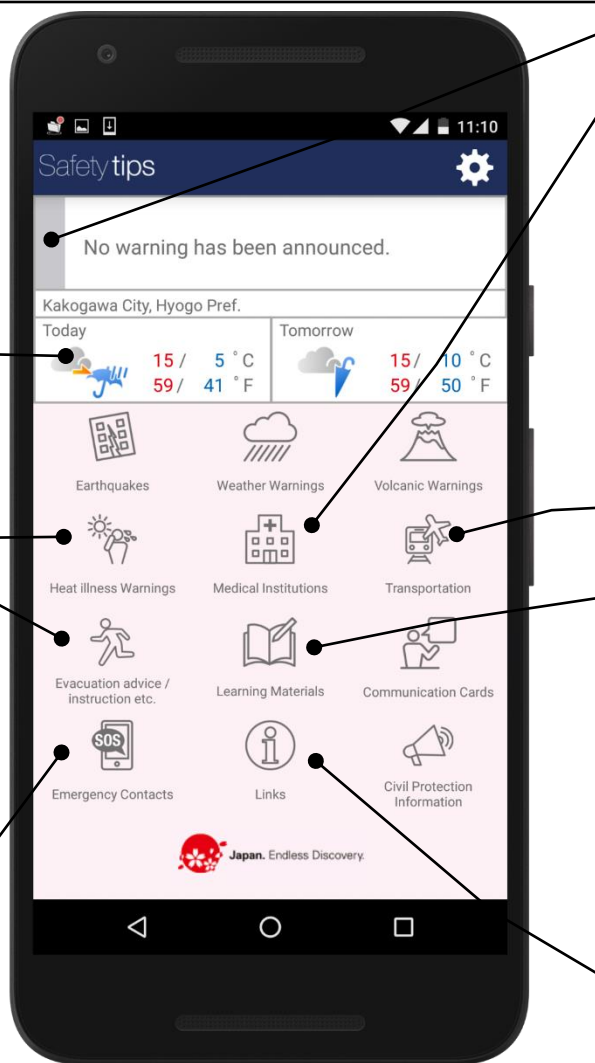 11:10
Safety tips
No warning has been announced.
Kakogawa City, Hyogo Pref.
Today
Tomorrow
15 / 5 °C
59 / 41 °F
15 / 10 °C
59 / 50 °F
Earthquakes
Weather Warnings
Volcanic Warnings
Heat illness Warnings
Medical Institutions
Transportation
Evacuation advice /
instruction etc.
Learning Materials
Communication Cards
SOS
Emergency Contacts
Links
Civil Protection
Information
Japan. Endless Discovery.